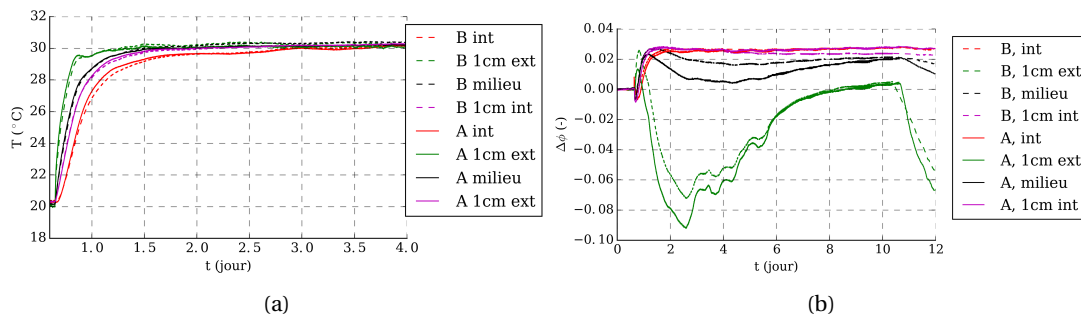 32
30
28
26
24
22
20
18
T (°C)
1.0 1.5 2.0 2.5 3.0 3.5 4.0
t (jour)
B int
B 1cm ext
B milieu
B 1cm int
A int
A 1cm ext
A milieu
A 1cm ext
(a)
0.04
0.02
0.00
−0.02
−0.04
−0.06
−0.08
−0.10
Δϕ (-)
0 2 4 6 8 10 12
t (jour)
B, int
B, 1cm ext
B, milieu
B, 1cm int
A, int
A, 1cm ext
A, milieu
A, 1cm int
(b)